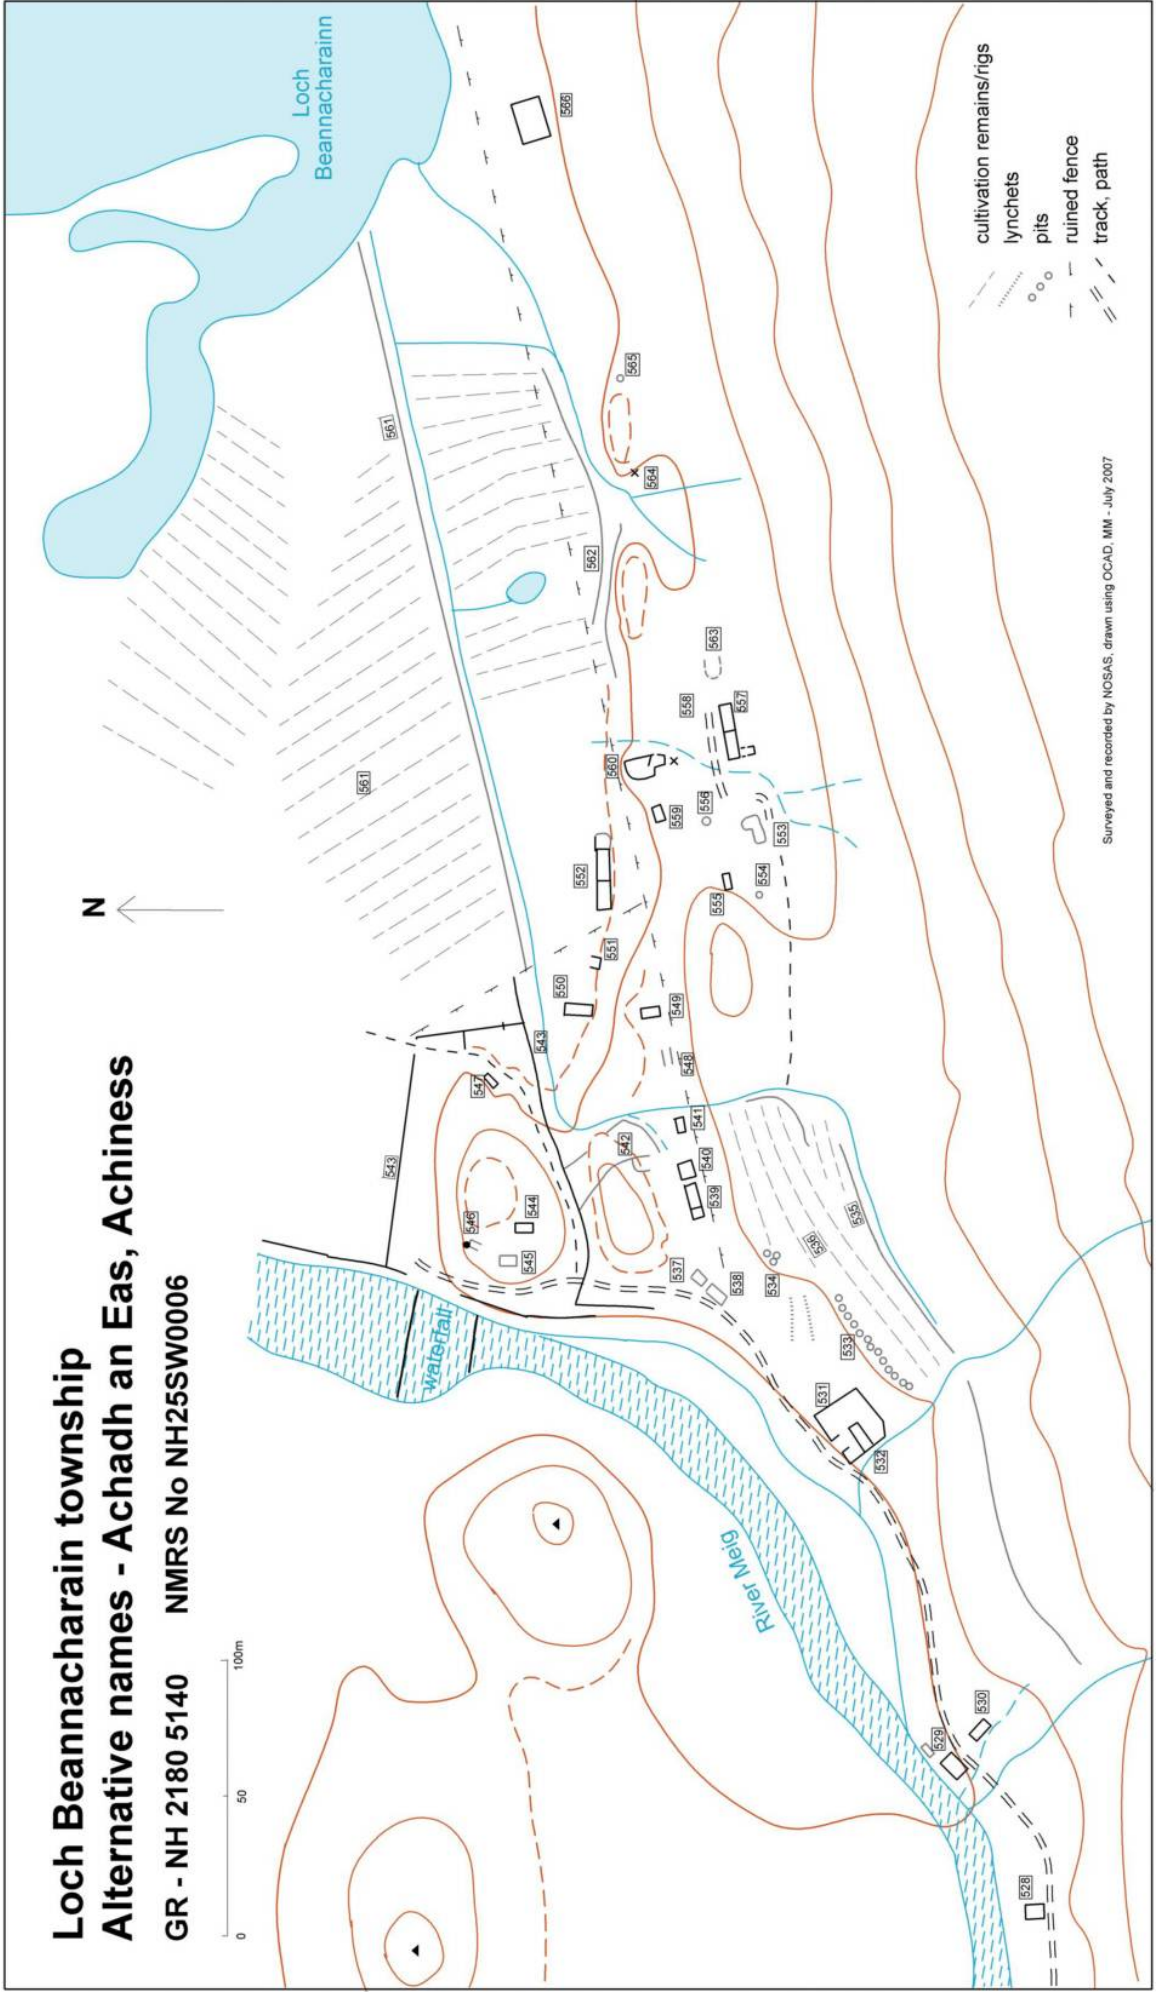 Loch Beannacharain township
Alternative names - Achadh an Eas, Achiness
GR - NH 2180 5140 NMRS No NH25SW0006
0 50 100m
N
Loch
Beannacharainn
waterfall
River Meig
528
529
530
531
532
533
534
535
536
537
538
539
540
541
542
543
543
544
545
546
547
548
549
550
551
552
553
554
555
556
557
558
559
560
561
561
562
563
564
565
566
cultivation remains/rigs
lynchets
pits
ruined fence
track, path
Surveyed and recorded by NOSAS, drawn using OCAD, MM - July 2007